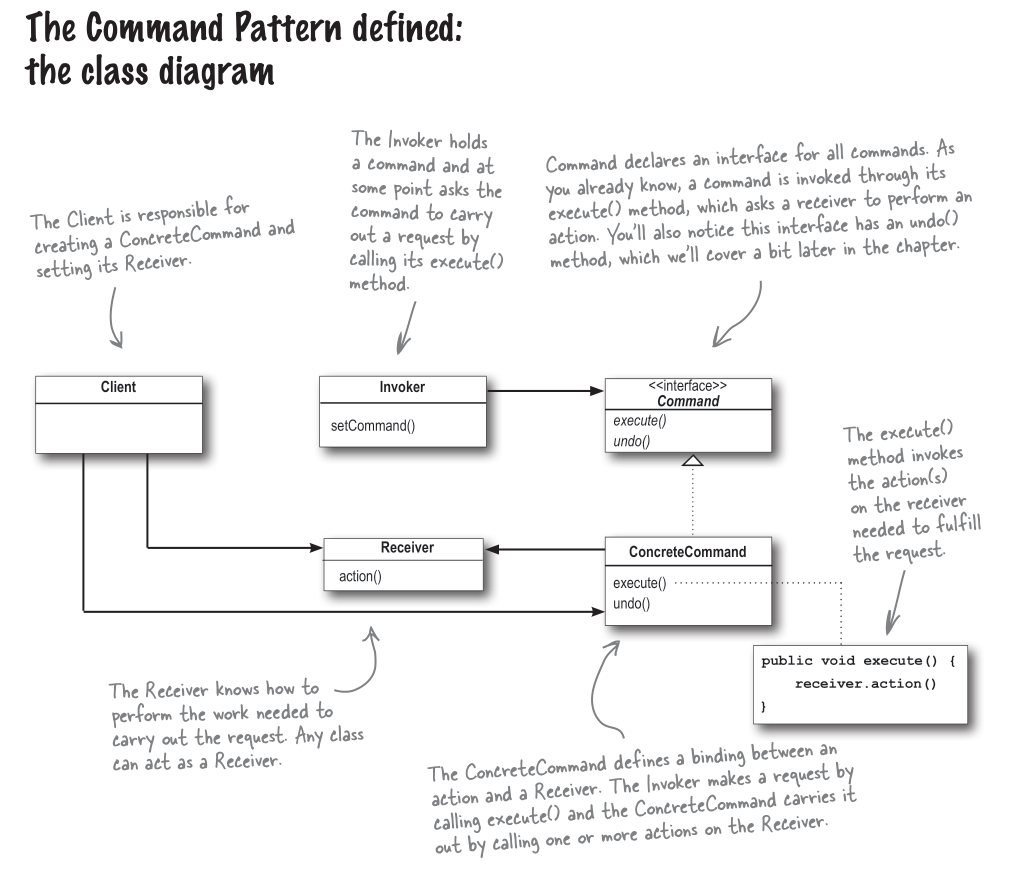 The Command Pattern defined:
the class diagram
The Client is responsible for
creating a ConcreteCommand and
setting its Receiver.
The Invoker holds
a command and at
some point asks the
command to carry
out a request by
calling its execute()
method.
Command declares an interface for all commands. As
you already know, a command is invoked through its
execute() method, which asks a receiver to perform an
action. You'll also notice this interface has an undo()
method, which we'll cover a bit later in the chapter.
Client
Invoker
setCommand()
<<interface>>
Command
execute()
undo()
The execute()
method invokes
the action(s)
on the receiver
needed to fulfill
the request.
Receiver
action()
ConcreteCommand
execute()
undo()
public void execute() {
receiver.action()
}
The Receiver knows how to
perform the work needed to
carry out the request. Any class
can act as a Receiver.
The ConcreteCommand defines a binding between an
action and a Receiver. The Invoker makes a request by
calling execute() and the ConcreteCommand carries it
out by calling one or more actions on the Receiver.